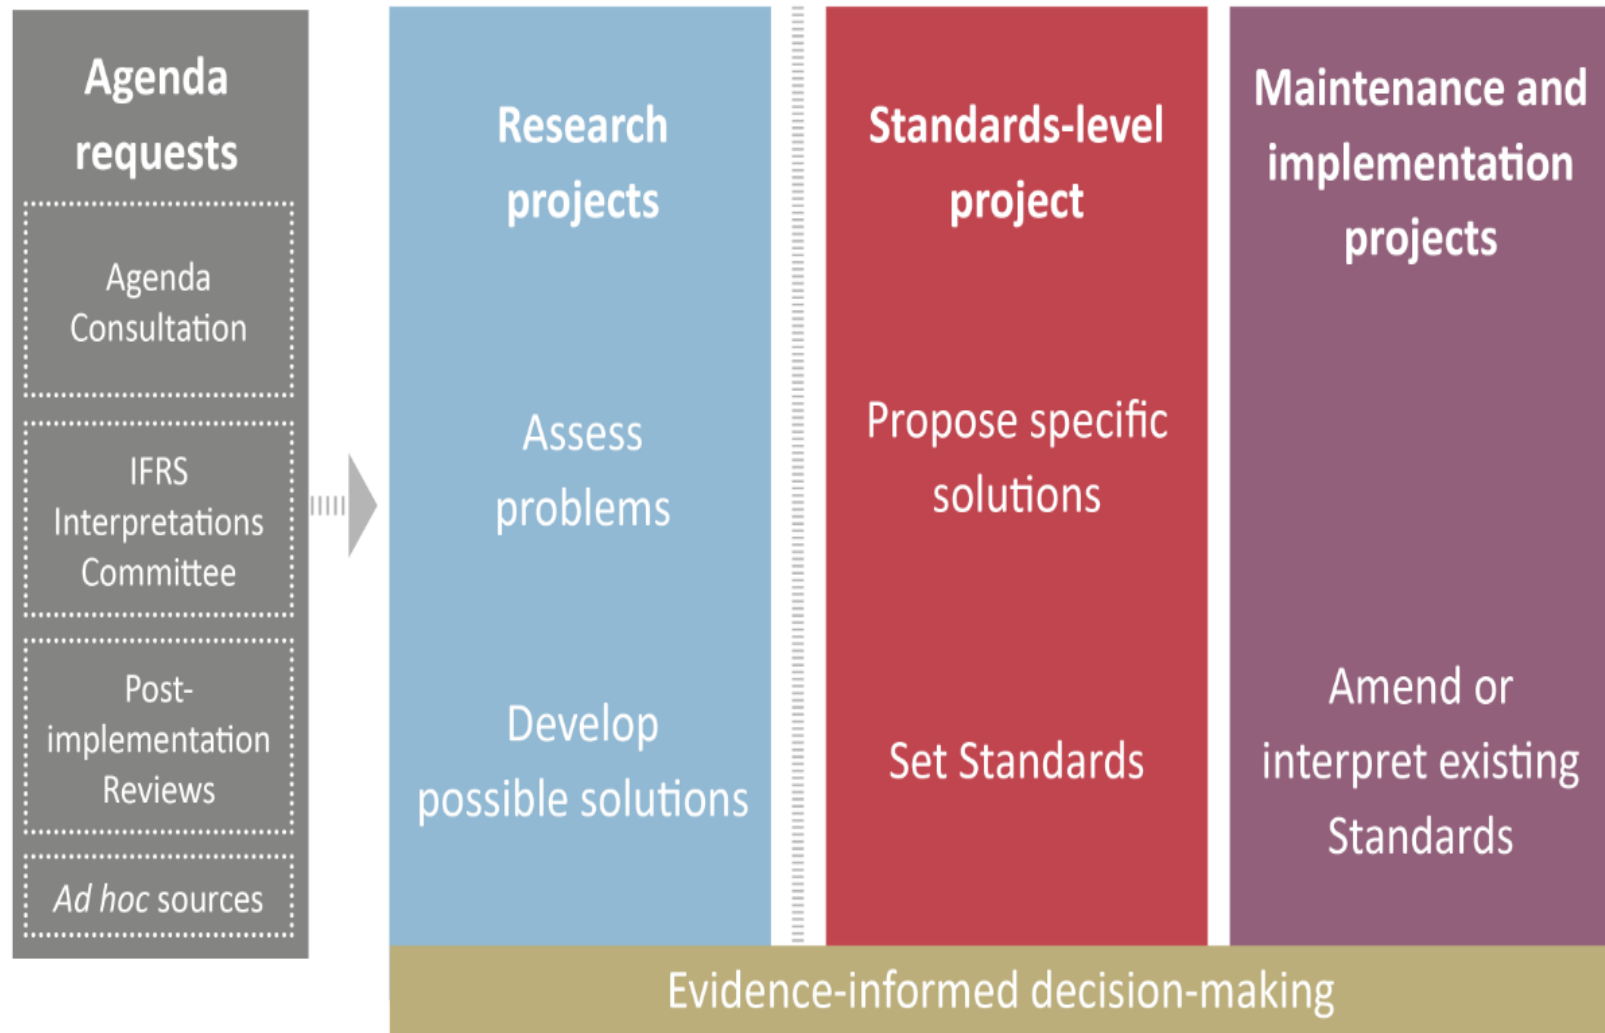 Agenda
requests
Agenda
Consultation
IFRS
Interpretations
Committee
Post-
implementation
Reviews
Ad hoc sources
Research
projects
Assess
problems
Develop
possible solutions
Standards-level
project
Propose specific
solutions
Set Standards
Maintenance and
implementation
projects
Amend or
interpret existing
Standards
Evidence-informed decision-making